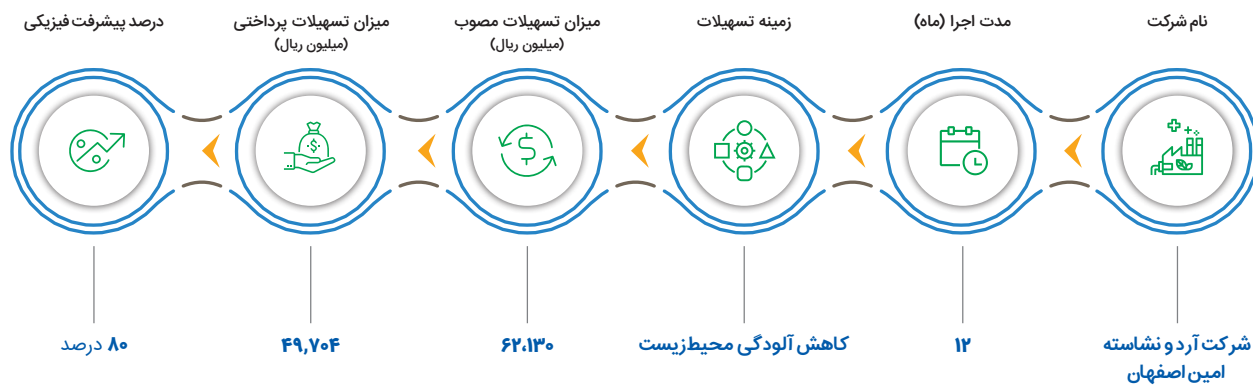 نام شرکت
مدت اجرا (ماه)
زمینه تسهیلات
میزان تسهیلات مصوب
(میلیون ریال)
میزان تسهیلات پرداختی
(میلیون ریال)
درصد پیشرفت فیزیکی
شرکت آرد و نشاسته
امین اصفهان
۱۲
کاهش آلودگی محیط‌زیست
۶۲،۱۳۰
۴۹,۷۰۴
۸۰ درصد